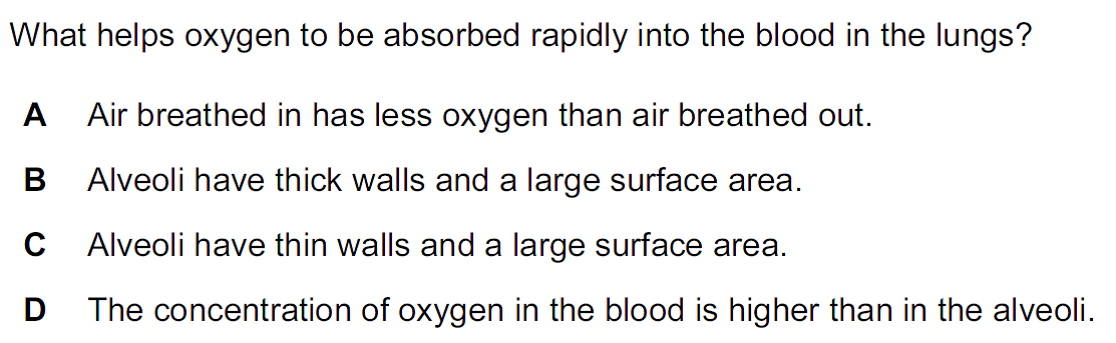 What helps oxygen to be absorbed rapidly into the blood in the lungs?
A Air breathed in has less oxygen than air breathed out.
B Alveoli have thick walls and a large surface area.
C Alveoli have thin walls and a large surface area.
D The concentration of oxygen in the blood is higher than in the alveoli.